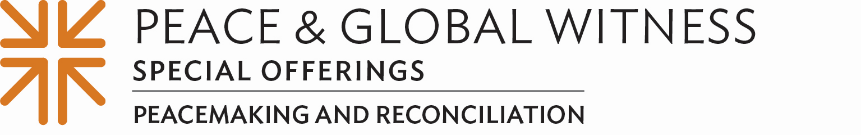 PEACE & GLOBAL WITNESS
SPECIAL OFFERINGS
PEACEMAKING AND RECONCILIATION